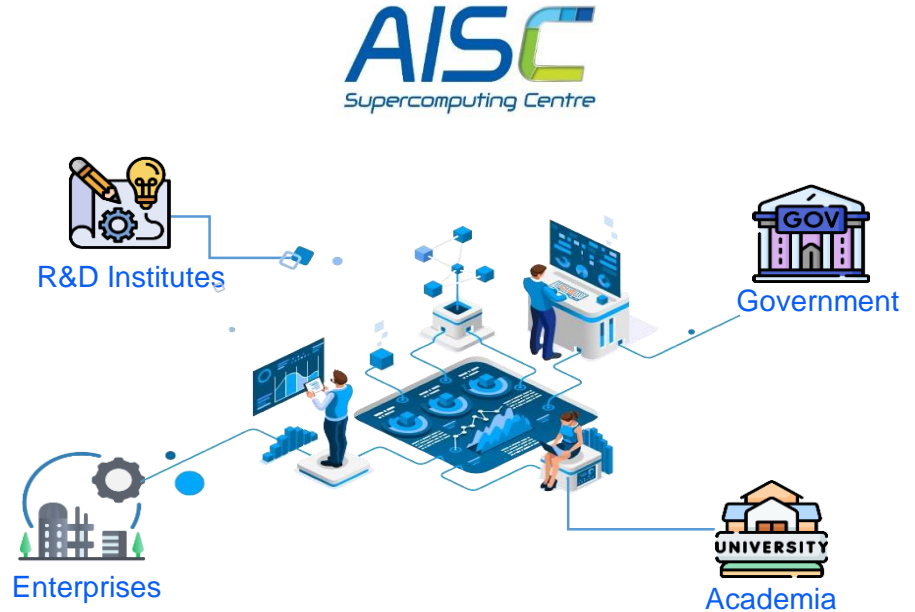 AISC
Supercomputing Centre
R&D Institutes
GOV
Government
Enterprises
UNIVERSITY
Academia